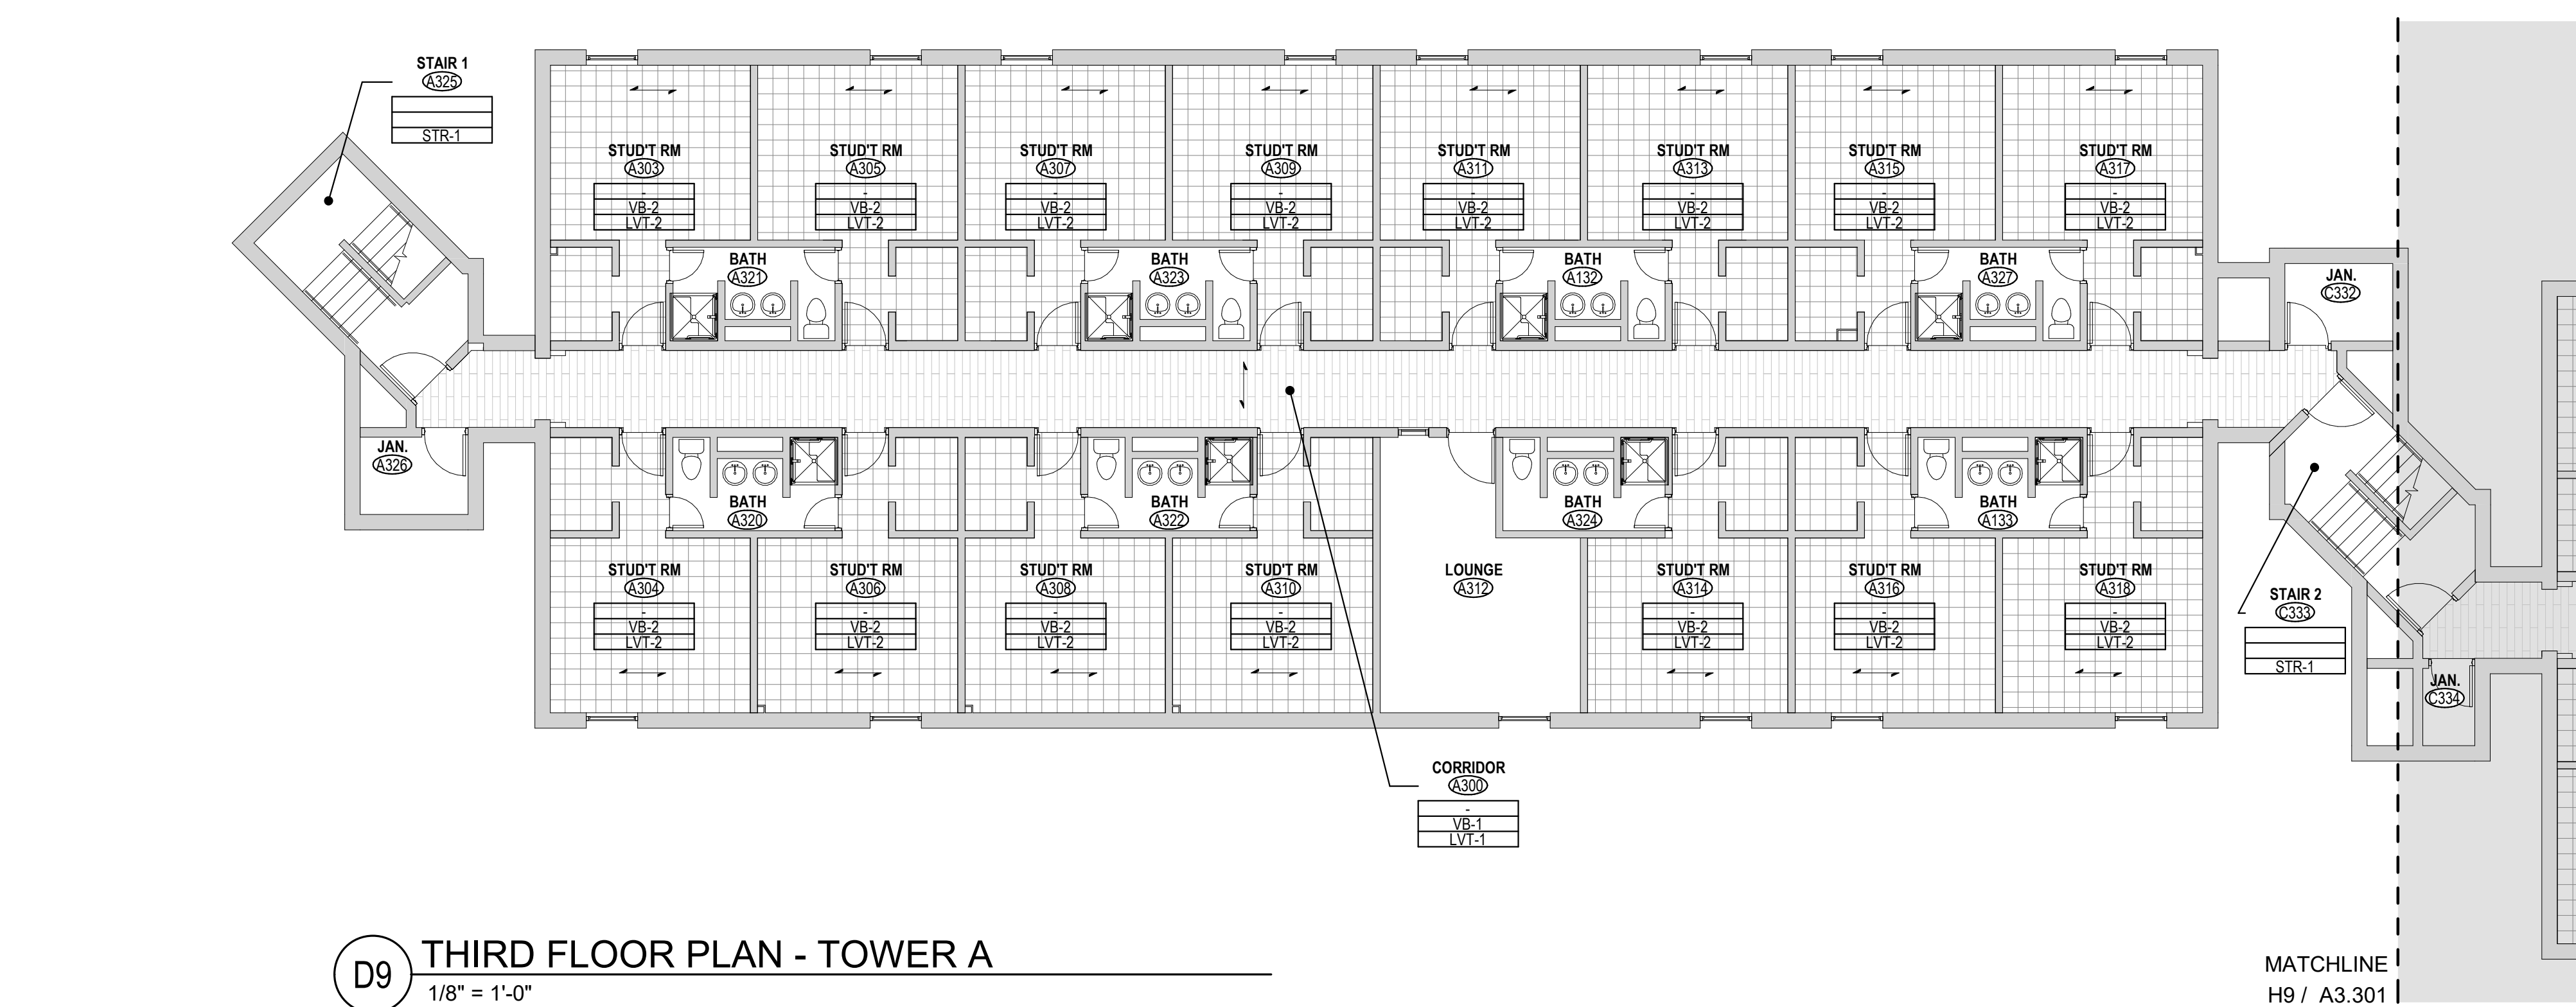 STAIR 1
A325
STR-1
STUD'T RM
A303
-
VB-2
LVT-2
STUD'T RM
A305
-
VB-2
LVT-2
STUD'T RM
A307
-
VB-2
LVT-2
STUD'T RM
A309
-
VB-2
LVT-2
STUD'T RM
A311
-
VB-2
LVT-2
STUD'T RM
A313
-
VB-2
LVT-2
STUD'T RM
A315
-
VB-2
LVT-2
STUD'T RM
A317
-
VB-2
LVT-2
BATH
A321
BATH
A323
BATH
A132
BATH
A327
JAN.
C332
JAN.
A326
BATH
A320
BATH
A322
BATH
A324
BATH
A133
STUD'T RM
A304
-
VB-2
LVT-2
STUD'T RM
A306
-
VB-2
LVT-2
STUD'T RM
A308
-
VB-2
LVT-2
STUD'T RM
A310
-
VB-2
LVT-2
LOUNGE
A312
STUD'T RM
A314
-
VB-2
LVT-2
STUD'T RM
A316
-
VB-2
LVT-2
STUD'T RM
A318
-
VB-2
LVT-2
STAIR 2
C333
STR-1
JAN.
C334
CORRIDOR
A300
-
VB-1
LVT-1
D9
THIRD FLOOR PLAN - TOWER A
1/8" = 1'-0"
MATCHLINE
H9 / A3.301